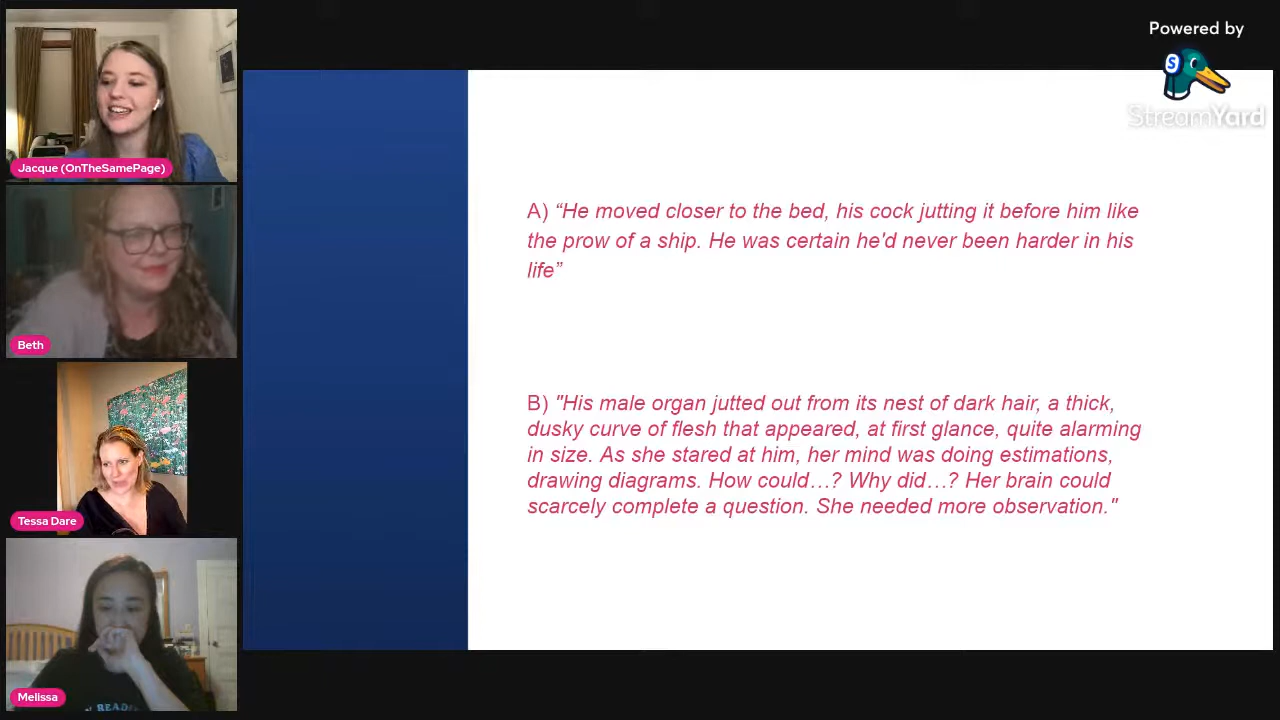 Powered by
S
StreamYard
Jacque (OnTheSamePage)
Beth
Tessa Dare
Melissa
A) “He moved closer to the bed, his cock jutting it before him like
the prow of a ship. He was certain he'd never been harder in his
life”
B) "His male organ jutted out from its nest of dark hair, a thick,
dusky curve of flesh that appeared, at first glance, quite alarming
in size. As she stared at him, her mind was doing estimations,
drawing diagrams. How could…? Why did…? Her brain could
scarcely complete a question. She needed more observation."